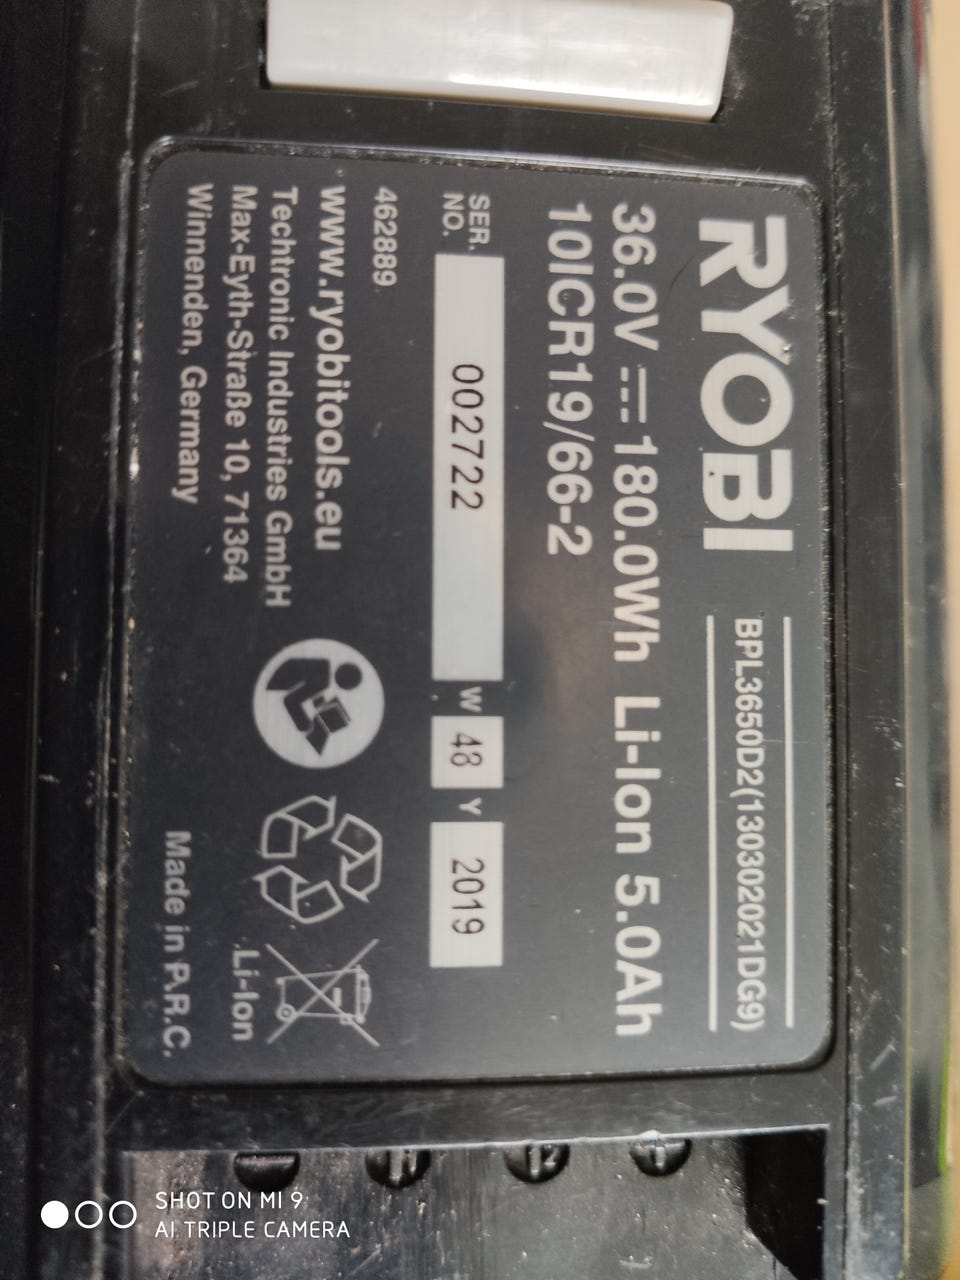 RYOBI
BPL3650D2(130302021DG9)
36.0V ⎓ 180.0Wh Li-Ion 5.0Ah
10ICR19/66-2
SER. NO. 002722 W 48 Y 2019
462889
www.ryobitools.eu
Techtronic Industries GmbH
Max-Eyth-Straße 10, 71364
Winnenden, Germany
Li-Ion
Made in P.R.C.
SHOT ON MI 9
AI TRIPLE CAMERA